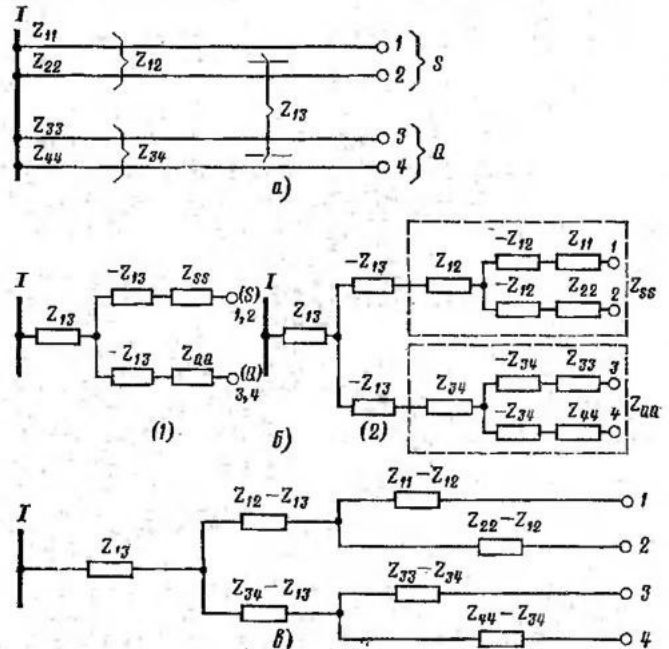 I
Z11 1
Z22 Z12 2 S
Z13
Z33 3
Z44 Z34 4 Q
а)
I
Z13
-Z13 ZSS (S)
1,2
-Z13 ZQQ (Q)
3,4
(1)
б)
I
Z13
-Z13 Z12 -Z12 Z11 1
-Z12 Z22 2
ZSS
-Z13 Z34 -Z34 Z33 3
-Z34 Z44 4
ZQQ
(2)
I
Z13
Z12-Z13 Z11-Z12 1
Z22-Z12 2
Z34-Z13 Z33-Z34 3
Z44-Z34 4
в)